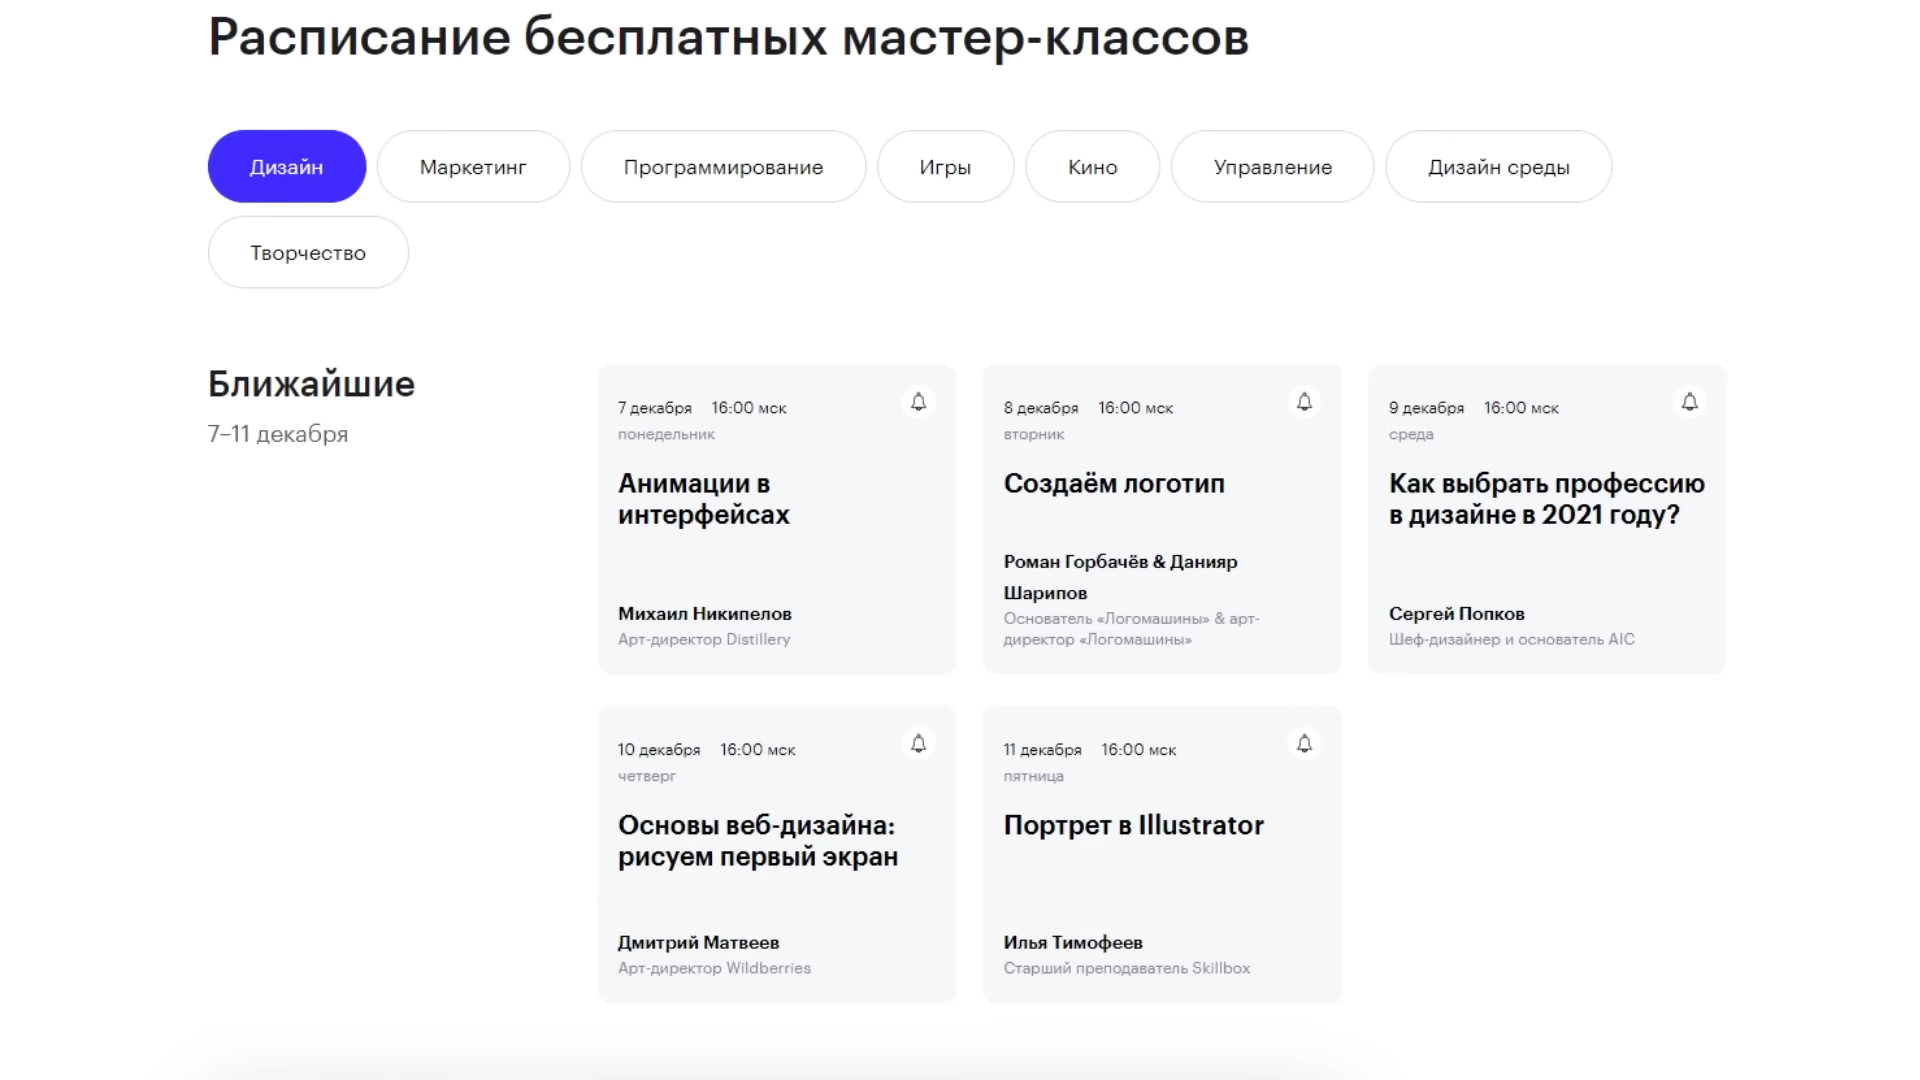 Расписание бесплатных мастер-классов
Дизайн
Маркетинг
Программирование
Игры
Кино
Управление
Дизайн среды
Творчество
Ближайшие
7–11 декабря
7 декабря 16:00 мск
понедельник
Анимации в
интерфейсах
Михаил Никипелов
Арт-директор Distillery
8 декабря 16:00 мск
вторник
Создаём логотип
Роман Горбачёв & Данияр
Шарипов
Основатель «Логомашины» & арт-
директор «Логомашины»
9 декабря 16:00 мск
среда
Как выбрать профессию
в дизайне в 2021 году?
Сергей Попков
Шеф-дизайнер и основатель AIC
10 декабря 16:00 мск
четверг
Основы веб-дизайна:
рисуем первый экран
Дмитрий Матвеев
Арт-директор Wildberries
11 декабря 16:00 мск
пятница
Портрет в Illustrator
Илья Тимофеев
Старший преподаватель Skillbox